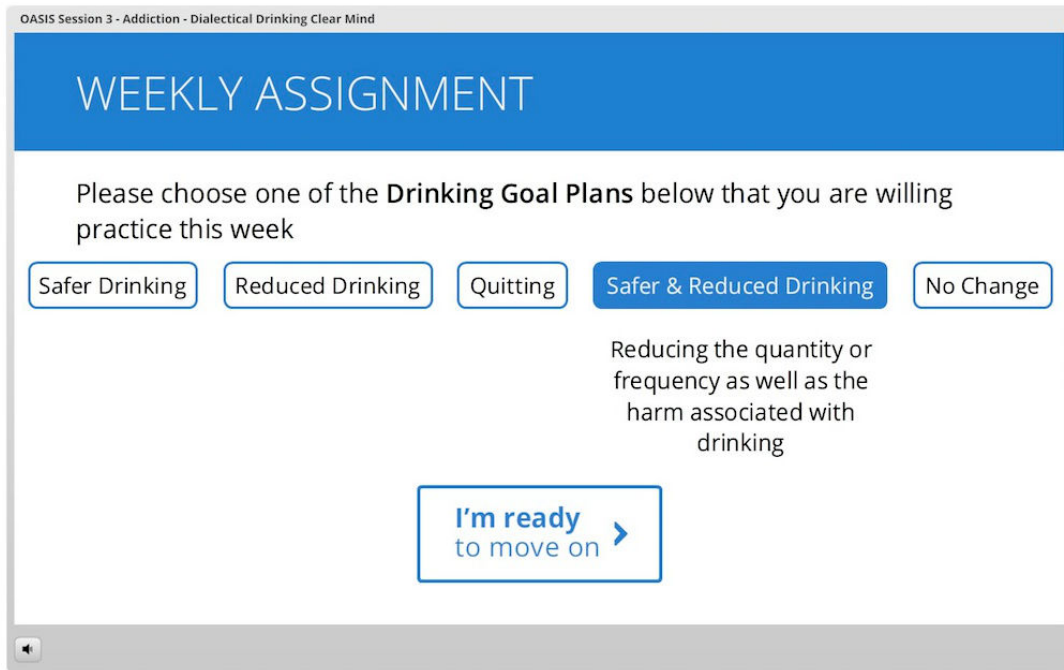 OASIS Session 3 - Addiction - Dialectical Drinking Clear Mind
WEEKLY ASSIGNMENT
Please choose one of the Drinking Goal Plans below that you are willing
practice this week
Safer Drinking
Reduced Drinking
Quitting
Safer & Reduced Drinking
No Change
Reducing the quantity or
frequency as well as the
harm associated with
drinking
I'm ready
to move on